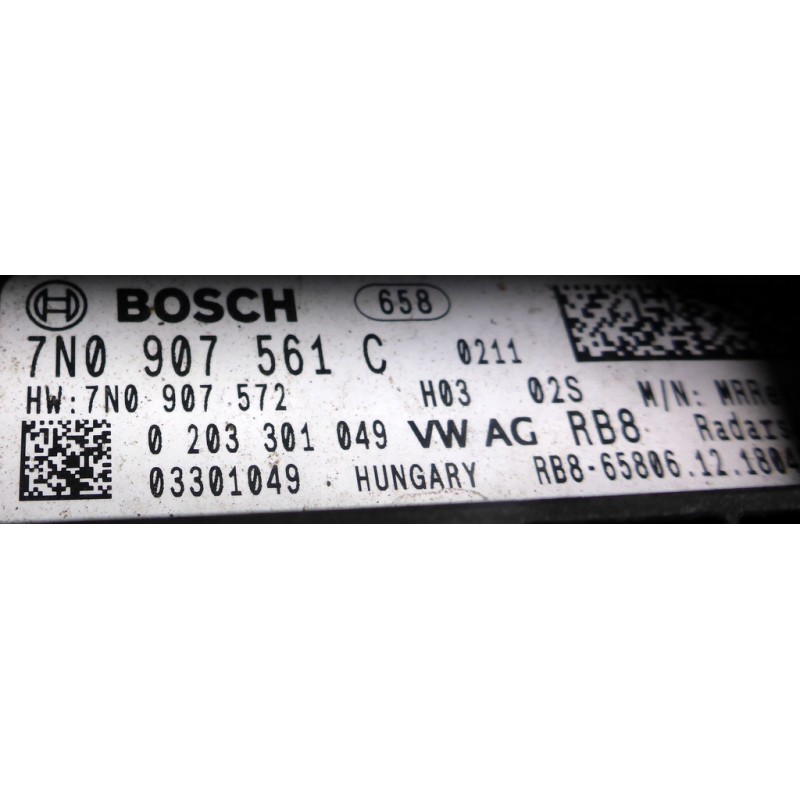 BOSCH 658
7N0 907 561 C 0211
HW:7N0 907 572 H03 02S M/N:
0 203 301 049 VW AG RB8
03301049 HUNGARY RB8-65806.12.1804